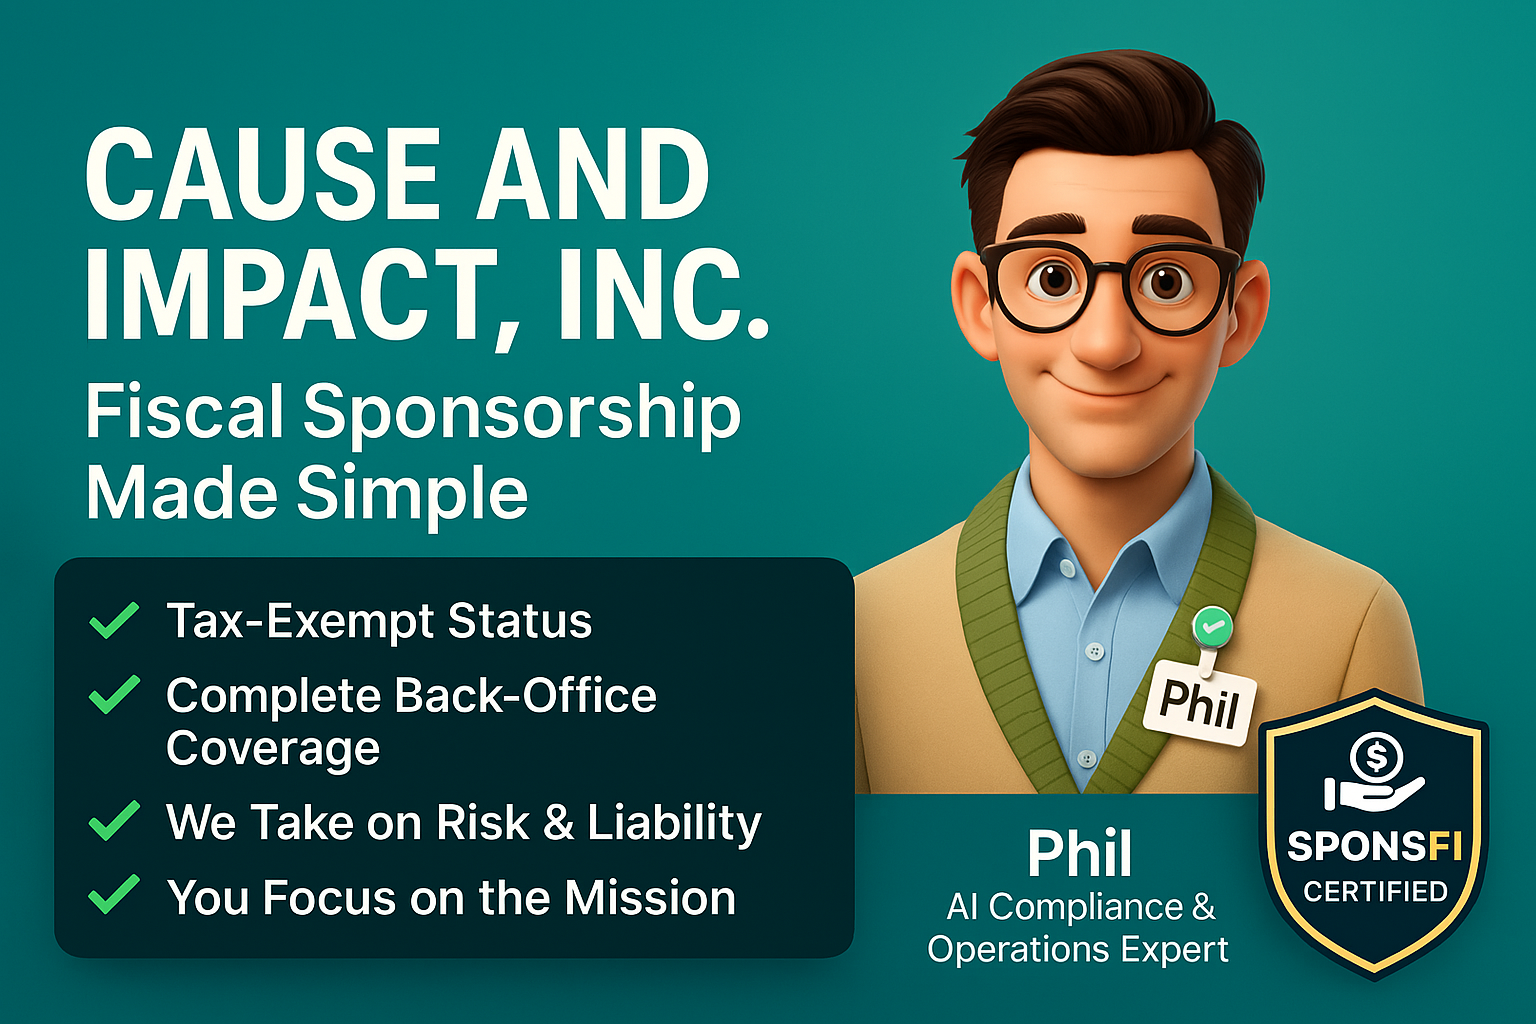 CAUSE AND
IMPACT, INC.
Fiscal Sponsorship
Made Simple
Tax-Exempt Status
Complete Back-Office
Coverage
We Take on Risk & Liability
You Focus on the Mission
Phil
Phil
AI Compliance &
Operations Expert
$
SPONSFI
CERTIFIED